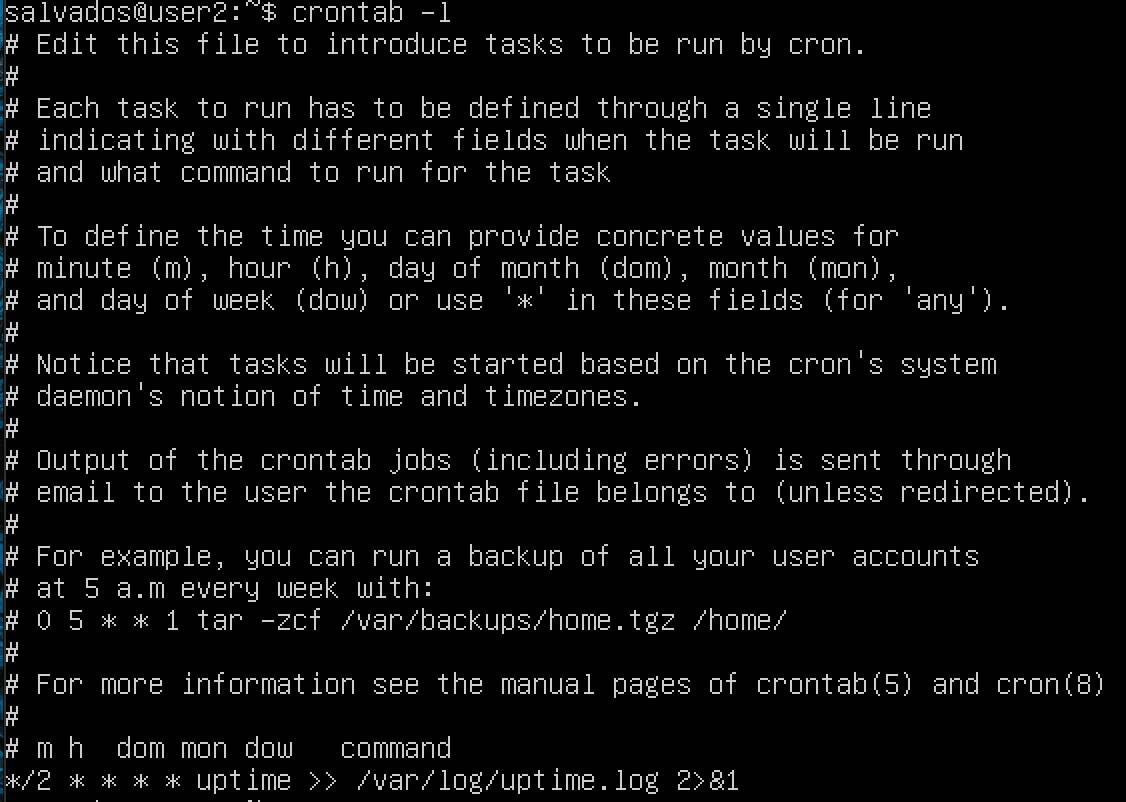 salvados@user2:~$ crontab -l
# Edit this file to introduce tasks to be run by cron.
#
# Each task to run has to be defined through a single line
# indicating with different fields when the task will be run
# and what command to run for the task
#
# To define the time you can provide concrete values for
# minute (m), hour (h), day of month (dom), month (mon),
# and day of week (dow) or use '*' in these fields (for 'any').
#
# Notice that tasks will be started based on the cron's system
# daemon's notion of time and timezones.
#
# Output of the crontab jobs (including errors) is sent through
# email to the user the crontab file belongs to (unless redirected).
#
# For example, you can run a backup of all your user accounts
# at 5 a.m every week with:
# 0 5 * * 1 tar -zcf /var/backups/home.tgz /home/
#
# For more information see the manual pages of crontab(5) and cron(8)
#
# m h  dom mon dow   command
*/2 * * * * uptime >> /var/log/uptime.log 2>&1